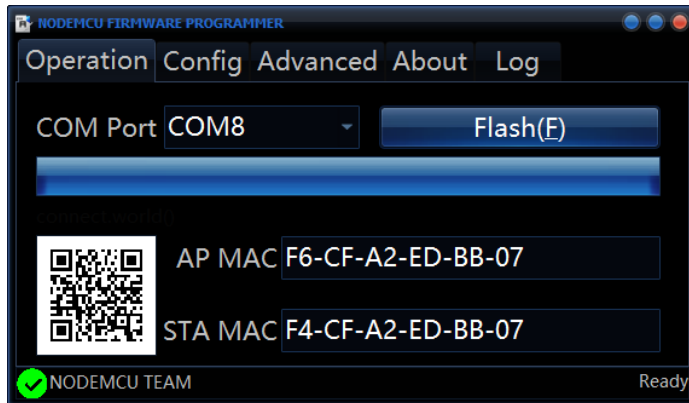 NODEMCU FIRMWARE PROGRAMMER
Operation Config Advanced About Log
COM Port COM8 Flash(F)
connect.world()
AP MAC F6-CF-A2-ED-BB-07
STA MAC F4-CF-A2-ED-BB-07
NODEMCU TEAM Ready